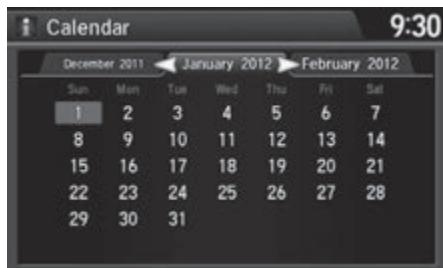 i Calendar 9:30
December 2011 January 2012 February 2012
Sun Mon Tue Wed Thu Fri Sat
1 2 3 4 5 6 7
8 9 10 11 12 13 14
15 16 17 18 19 20 21
22 23 24 25 26 27 28
29 30 31